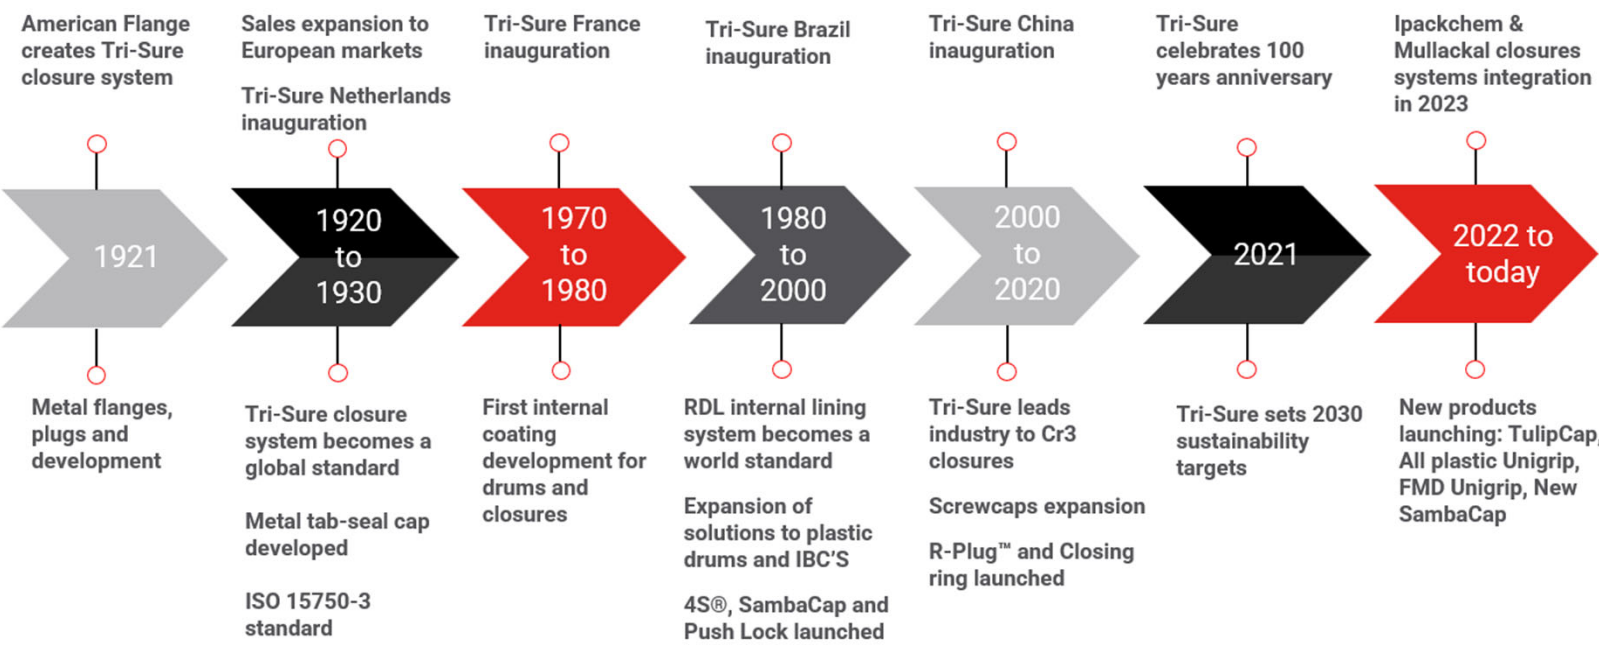 American Flange
creates Tri-Sure
closure system
1921
Metal flanges,
plugs and
development
Sales expansion to
European markets
Tri-Sure Netherlands
inauguration
1920
to
1930
Tri-Sure closure
system becomes a
global standard
Metal tab-seal cap
developed
ISO 15750-3
standard
Tri-Sure France
inauguration
1970
to
1980
First internal
coating
development for
drums and
closures
Tri-Sure Brazil
inauguration
1980
to
2000
RDL internal lining
system becomes a
world standard
Expansion of
solutions to plastic
drums and IBC'S
4S®, SambaCap and
Push Lock launched
Tri-Sure China
inauguration
2000
to
2020
Tri-Sure leads
industry to Cr3
closures
Screwcaps expansion
R-Plug™ and Closing
ring launched
Tri-Sure
celebrates 100
years anniversary
2021
Tri-Sure sets 2030
sustainability
targets
Ipackchem &
Mullackal closures
systems integration
in 2023
2022 to
today
New products
launching: TulipCap,
All plastic Unigrip,
FMD Unigrip, New
SambaCap